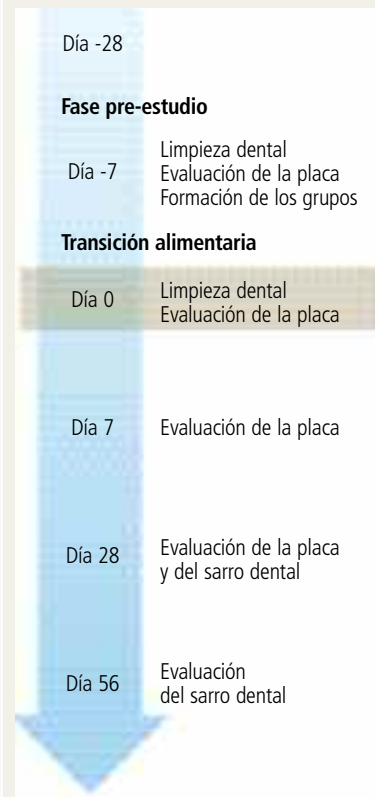 Día -28
Fase pre-estudio
Día -7
Limpieza dental
Evaluación de la placa
Formación de los grupos
Transición alimentaria
Día 0
Limpieza dental
Evaluación de la placa
Día 7
Evaluación de la placa
Día 28
Evaluación de la placa
y del sarro dental
Día 56
Evaluación
del sarro dental